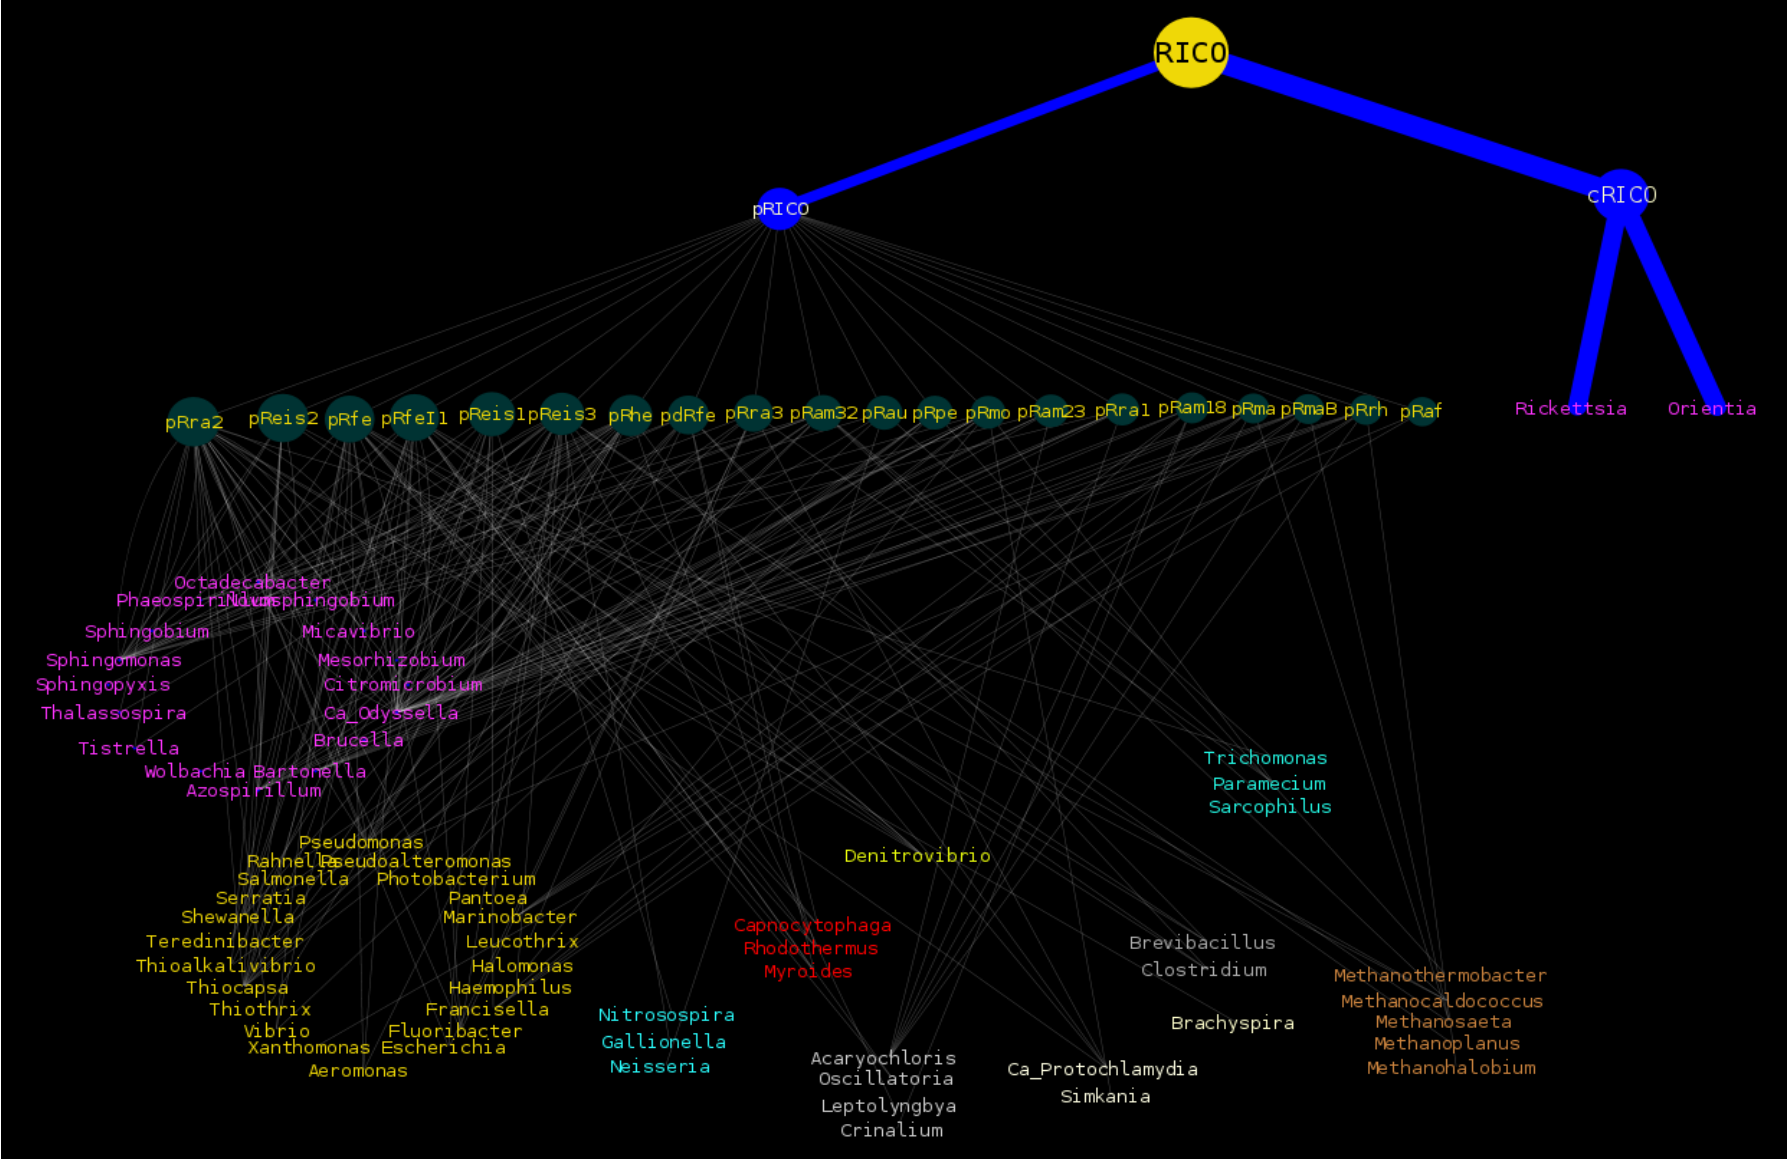 RICO
pRICO
cRICO
pRra2 pReis2 pRfe pRfeI1 pReis1 pReis3 pRhe pdRfe pRra3 pRam32 pRau pRpe pRmo pRam23 pRra1 pRam18 pRma pRmaB pRrh pRaf
Rickettsia Orientia
Octadecabacter
Phaeospirillum Novosphingobium
Sphingobium Micavibrio
Sphingomonas Mesorhizobium
Sphingopyxis Citromicrobium
Thalassospira Ca_Odyssella
Tistrella Brucella
Wolbachia Bartonella
Azospirillum
Trichomonas
Paramecium
Sarcophilus
Pseudomonas
Rahnella Pseudoalteromonas
Salmonella Photobacterium
Serratia Pantoea
Shewanella Marinobacter
Teredinibacter Leucothrix
Thioalkalivibrio Halomonas
Thiocapsa Haemophilus
Thiothrix Francisella
Vibrio Fluoribacter
Xanthomonas Escherichia
Aeromonas
Denitrovibrio
Capnocytophaga
Rhodothermus
Myroides
Nitrosospira
Gallionella
Neisseria
Acaryochloris
Oscillatoria
Leptolyngbya
Crinalium
Brevibacillus
Clostridium
Brachyspira
Ca_Protochlamydia
Simkania
Methanothermobacter
Methanocaldococcus
Methanosaeta
Methanoplanus
Methanohalobium